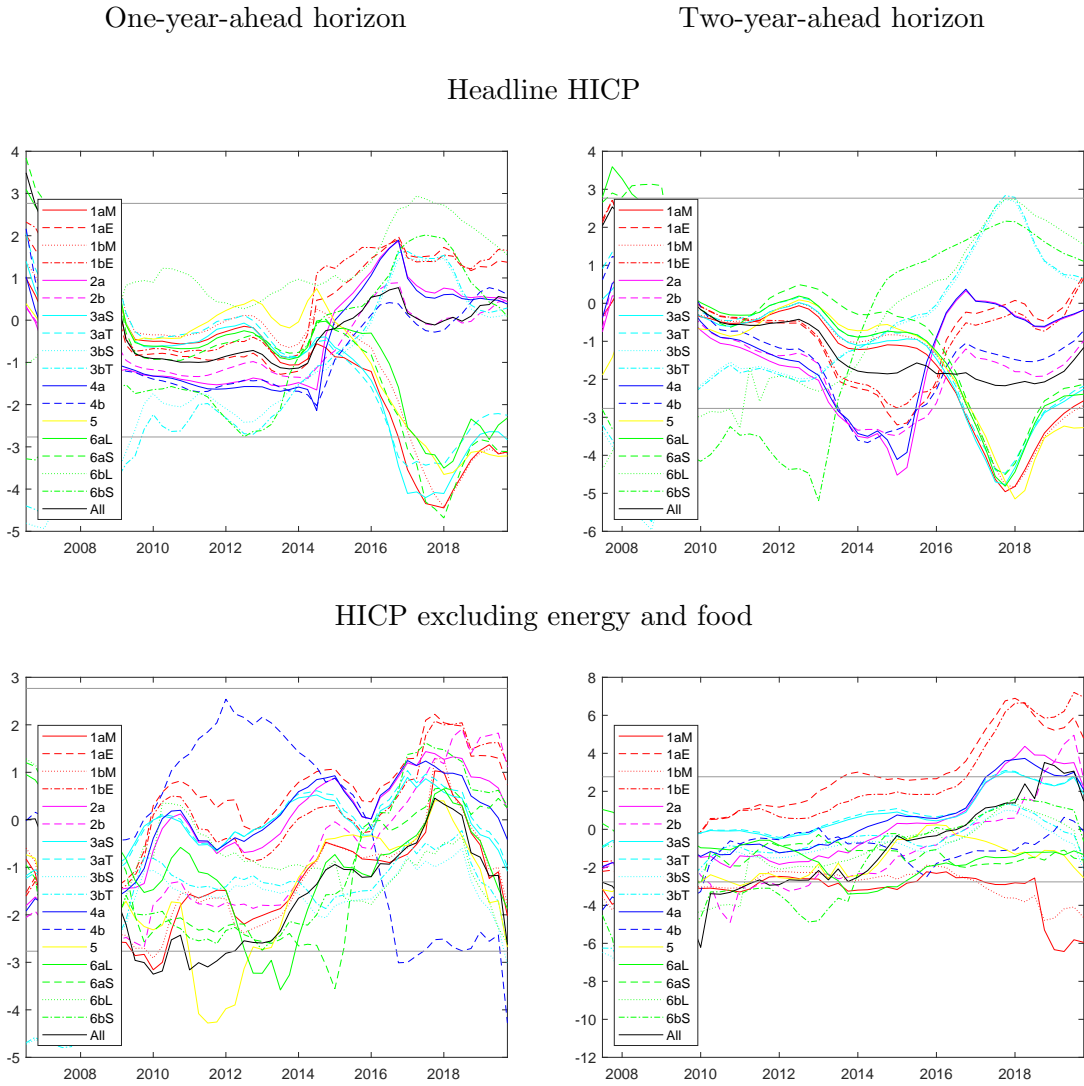 One-year-ahead horizon
Two-year-ahead horizon
Headline HICP
4
3
2
1
0
-1
-2
-3
-4
-5
2008
2010
2012
2014
2016
2018
1aM
1aE
1bM
1bE
2a
2b
3aS
3aT
3bS
3bT
4a
4b
5
6aL
6aS
6bL
6bS
All
4
3
2
1
0
-1
-2
-3
-4
-5
-6
2008
2010
2012
2014
2016
2018
1aM
1aE
1bM
1bE
2a
2b
3aS
3aT
3bS
3bT
4a
4b
5
6aL
6aS
6bL
6bS
All
HICP excluding energy and food
3
2
1
0
-1
-2
-3
-4
-5
2008
2010
2012
2014
2016
2018
1aM
1aE
1bM
1bE
2a
2b
3aS
3aT
3bS
3bT
4a
4b
5
6aL
6aS
6bL
6bS
All
8
6
4
2
0
-2
-4
-6
-8
-10
-12
2008
2010
2012
2014
2016
2018
1aM
1aE
1bM
1bE
2a
2b
3aS
3aT
3bS
3bT
4a
4b
5
6aL
6aS
6bL
6bS
All